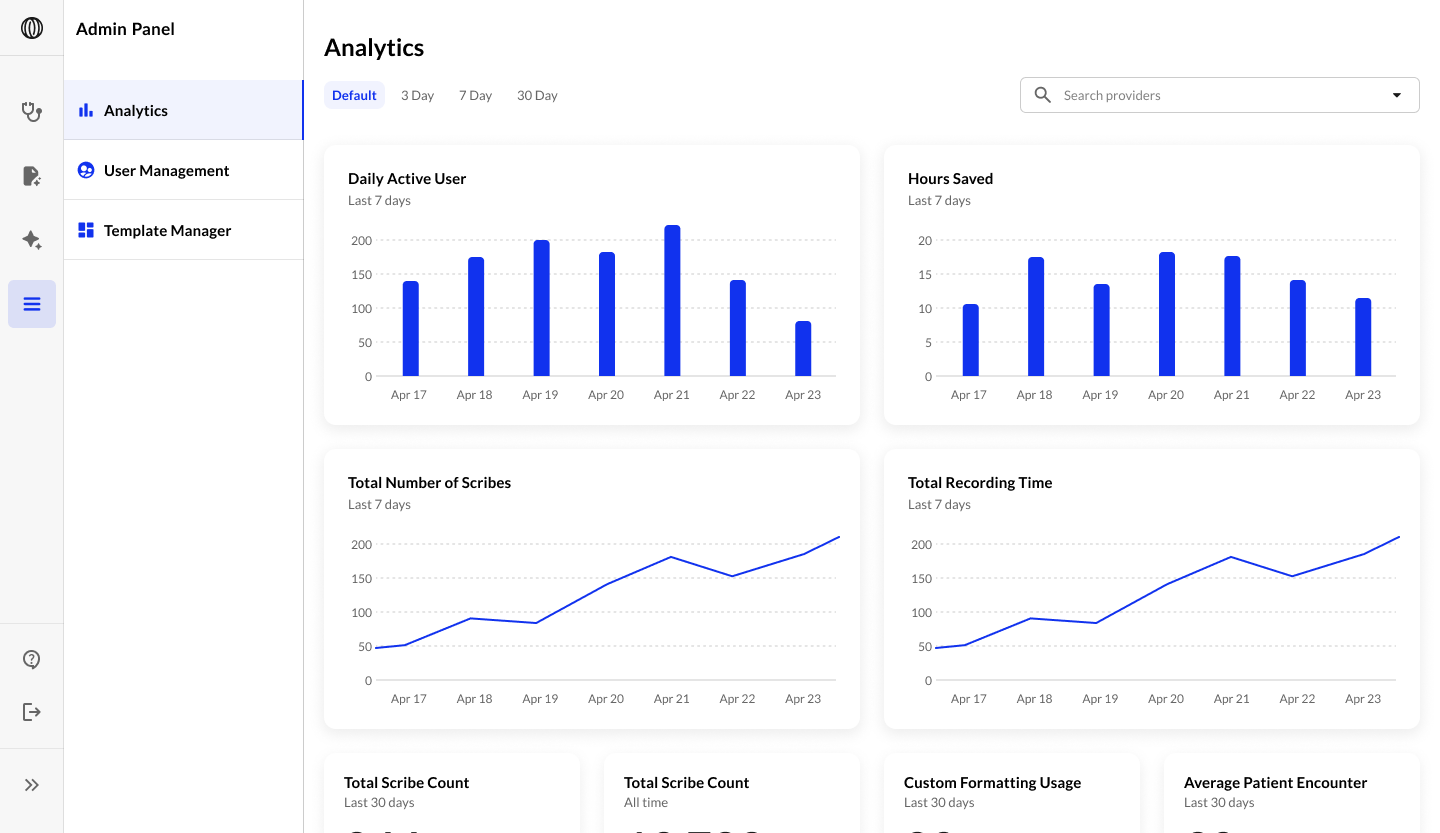 Admin Panel
Analytics
User Management
Template Manager
Analytics
Default 3 Day 7 Day 30 Day
Search providers
Daily Active User
Last 7 days
200
150
100
50
0
Apr 17 Apr 18 Apr 19 Apr 20 Apr 21 Apr 22 Apr 23
Hours Saved
Last 7 days
20
15
10
5
0
Apr 17 Apr 18 Apr 19 Apr 20 Apr 21 Apr 22 Apr 23
Total Number of Scribes
Last 7 days
200
150
100
50
0
Apr 17 Apr 18 Apr 19 Apr 20 Apr 21 Apr 22 Apr 23
Total Recording Time
Last 7 days
200
150
100
50
0
Apr 17 Apr 18 Apr 19 Apr 20 Apr 21 Apr 22 Apr 23
Total Scribe Count
Last 30 days
Total Scribe Count
All time
Custom Formatting Usage
Last 30 days
Average Patient Encounter
Last 30 days